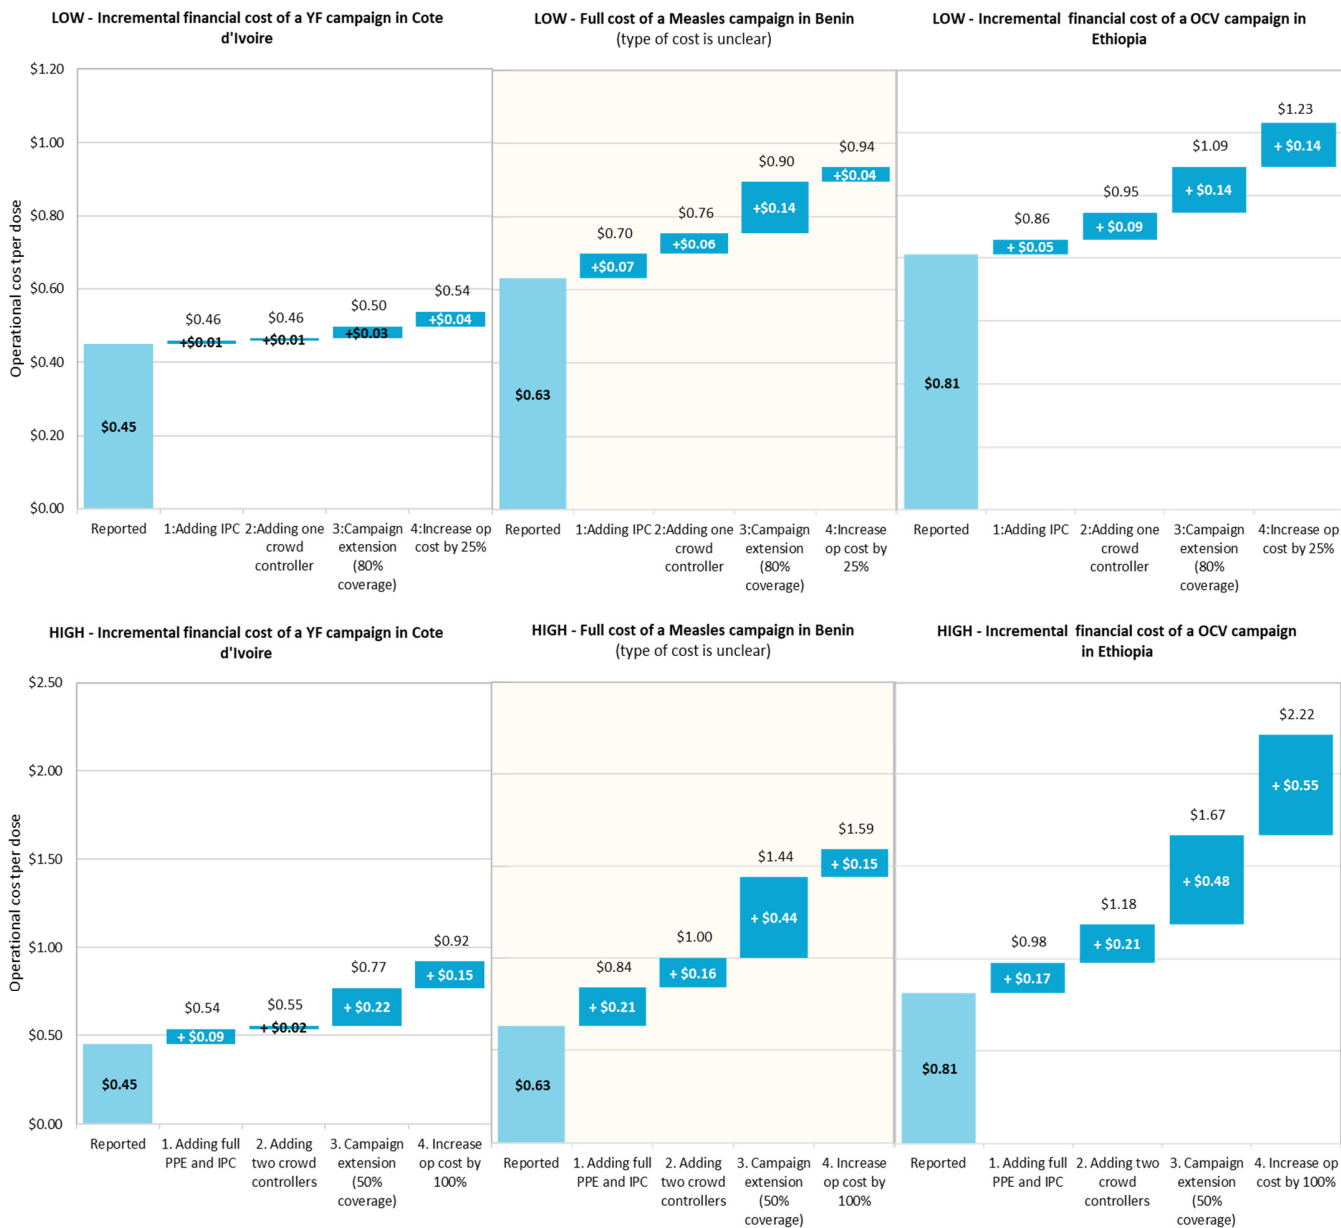 LOW - Incremental financial cost of a YF campaign in Cote
d'Ivoire
LOW - Full cost of a Measles campaign in Benin
(type of cost is unclear)
LOW - Incremental financial cost of a OCV campaign in
Ethiopia
Operational costper dose
$1.20
$1.00
$0.80
$0.60
$0.40
$0.20
$0.00
$0.45
$0.46
+$0.01
$0.46
+$0.01
$0.50
+$0.03
$0.54
+$0.04
Reported
1:Adding IPC
2:Adding one
crowd
controller
3:Campaign
extension
(80%
coverage)
4:Increase op
cost by 25%
$0.63
$0.70
+$0.07
$0.76
+$0.06
$0.90
+$0.14
$0.94
+$0.04
Reported
1:Adding IPC
2:Adding one
crowd
controller
3:Campaign
extension
(80%
coverage)
4:Increase
op cost by
25%
$0.81
$0.86
+ $0.05
$0.95
+ $0.09
$1.09
+ $0.14
$1.23
+ $0.14
Reported
1:Adding IPC
2:Adding one
crowd
controller
3:Campaign
extension
(80%
coverage)
4:Increase op
cost by 25%
HIGH - Incremental financial cost of a YF campaign in Cote
d'Ivoire
HIGH - Full cost of a Measles campaign in Benin
(type of cost is unclear)
HIGH - Incremental financial cost of a OCV campaign
in Ethiopia
Operational costper dose
$2.50
$2.00
$1.50
$1.00
$0.50
$0.00
$0.45
$0.54
+ $0.09
$0.55
+ $0.02
$0.77
+ $0.22
$0.92
+ $0.15
Reported
1. Adding full
PPE and IPC
2. Adding
two crowd
controllers
3. Campaign
extension
(50%
coverage)
4. Increase
op cost by
100%
$0.63
$0.84
+ $0.21
$1.00
+ $0.16
$1.44
+ $0.44
$1.59
+ $0.15
Reported
1. Adding full
PPE and IPC
2. Adding
two crowd
controllers
3. Campaign
extension
(50%
coverage)
4. Increase
op cost by
100%
$0.81
$0.98
+ $0.17
$1.18
+ $0.21
$1.67
+ $0.48
$2.22
+ $0.55
Reported
1. Adding full
PPE and IPC
2. Adding two
crowd
controllers
3. Campaign
extension
(50%
coverage)
4. Increase op
cost by 100%